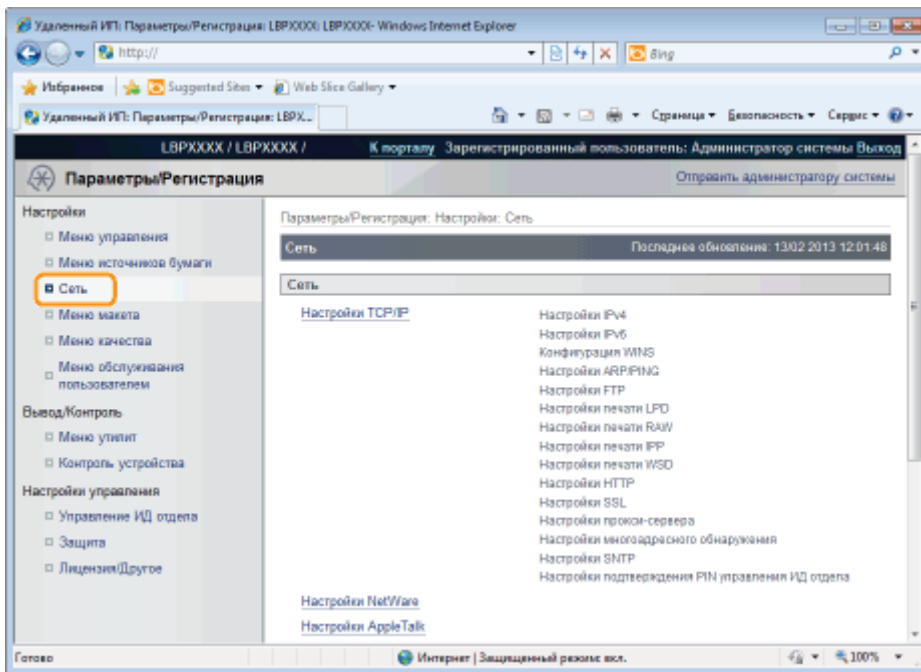 Удаленный ИП: Параметры/Регистрация: LBPXXXX: LBPXXXX- Windows Internet Explorer
http://
Bing
Избранное Suggested Sites Web Slice Gallery
Удаленный ИП: Параметры/Регистрация: LBPX... Страница Безопасность Сервис
LBPXXXX / LBPXXXX / К порталу Зарегистрированный пользователь: Администратор системы Выход
Параметры/Регистрация Отправить администратору системы
Настройки
Меню управления
Меню источников бумаги
Сеть
Меню макета
Меню качества
Меню обслуживания
пользователем
Вывод/Контроль
Меню утилит
Контроль устройства
Настройки управления
Управление ИД отдела
Защита
Лицензия/Другое
Параметры/Регистрация: Настройки: Сеть
Сеть Последнее обновление: 13/02 2013 12:01:48
Сеть
Настройки TCP/IP
Настройки IPv4
Настройки IPv6
Конфигурация WINS
Настройки ARP/PING
Настройки FTP
Настройки печати LPD
Настройки печати RAW
Настройки печати IPP
Настройки печати WSD
Настройки HTTP
Настройки SSL
Настройки прокси-сервера
Настройки многоадресного обнаружения
Настройки SNTP
Настройки подтверждения PIN управления ИД отдела
Настройки NetWare
Настройки AppleTalk
Готово Интернет | Защищенный режим: вкл. 100%